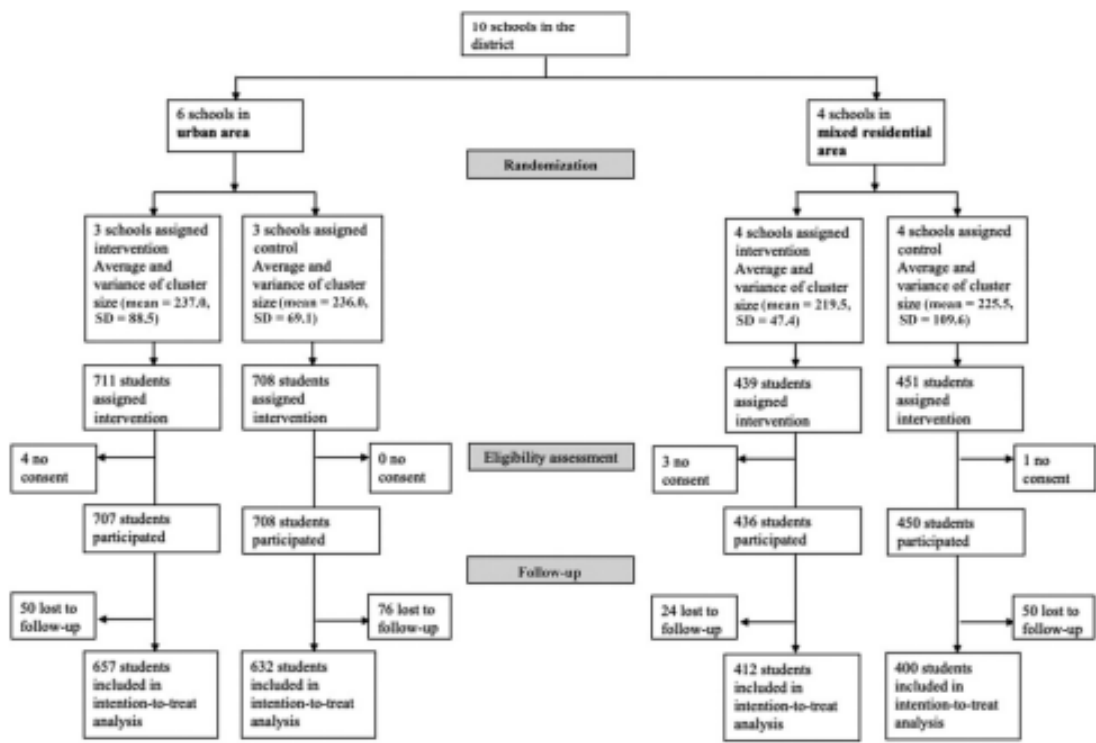 10 schools in the
district
6 schools in
urban area
4 schools in
mixed residential
area
Randomization
3 schools assigned
intervention
Average and
variance of cluster
size (mean = 237.0,
SD = 88.5)
3 schools assigned
control
Average and
variance of cluster
size (mean = 236.0,
SD = 69.1)
4 schools assigned
intervention
Average and
variance of cluster
size (mean = 219.5,
SD = 47.4)
4 schools assigned
control
Average and
variance of cluster
size (mean = 225.5,
SD = 109.6)
711 students
assigned
intervention
708 students
assigned
intervention
439 students
assigned
intervention
451 students
assigned
intervention
Eligibility assessment
4 no
consent
0 no
consent
3 no
consent
1 no
consent
707 students
participated
708 students
participated
436 students
participated
450 students
participated
Follow-up
50 lost to
follow-up
76 lost to
follow-up
24 lost to
follow-up
50 lost to
follow-up
657 students
included in
intention-to-treat
analysis
632 students
included in
intention-to-treat
analysis
412 students
included in
intention-to-treat
analysis
400 students
included in
intention-to-treat
analysis